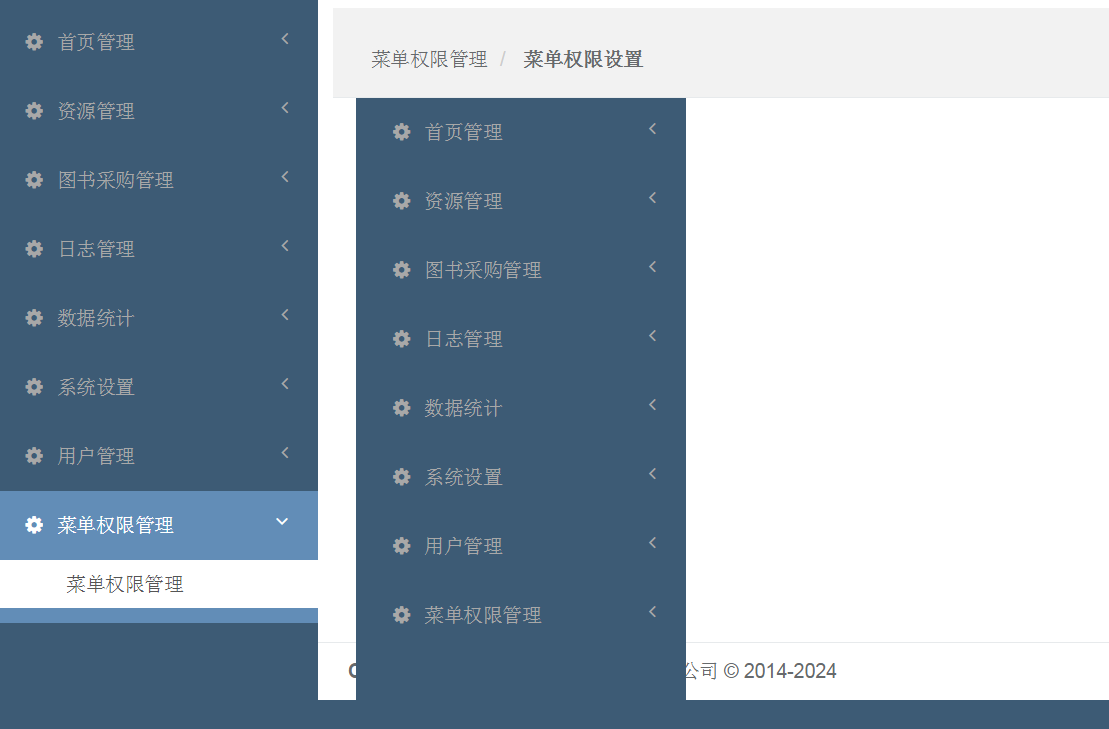 首页管理
资源管理
图书采购管理
日志管理
数据统计
系统设置
用户管理
菜单权限管理
菜单权限管理
菜单权限管理 / 菜单权限设置
首页管理
资源管理
图书采购管理
日志管理
数据统计
系统设置
用户管理
菜单权限管理
公司 © 2014-2024